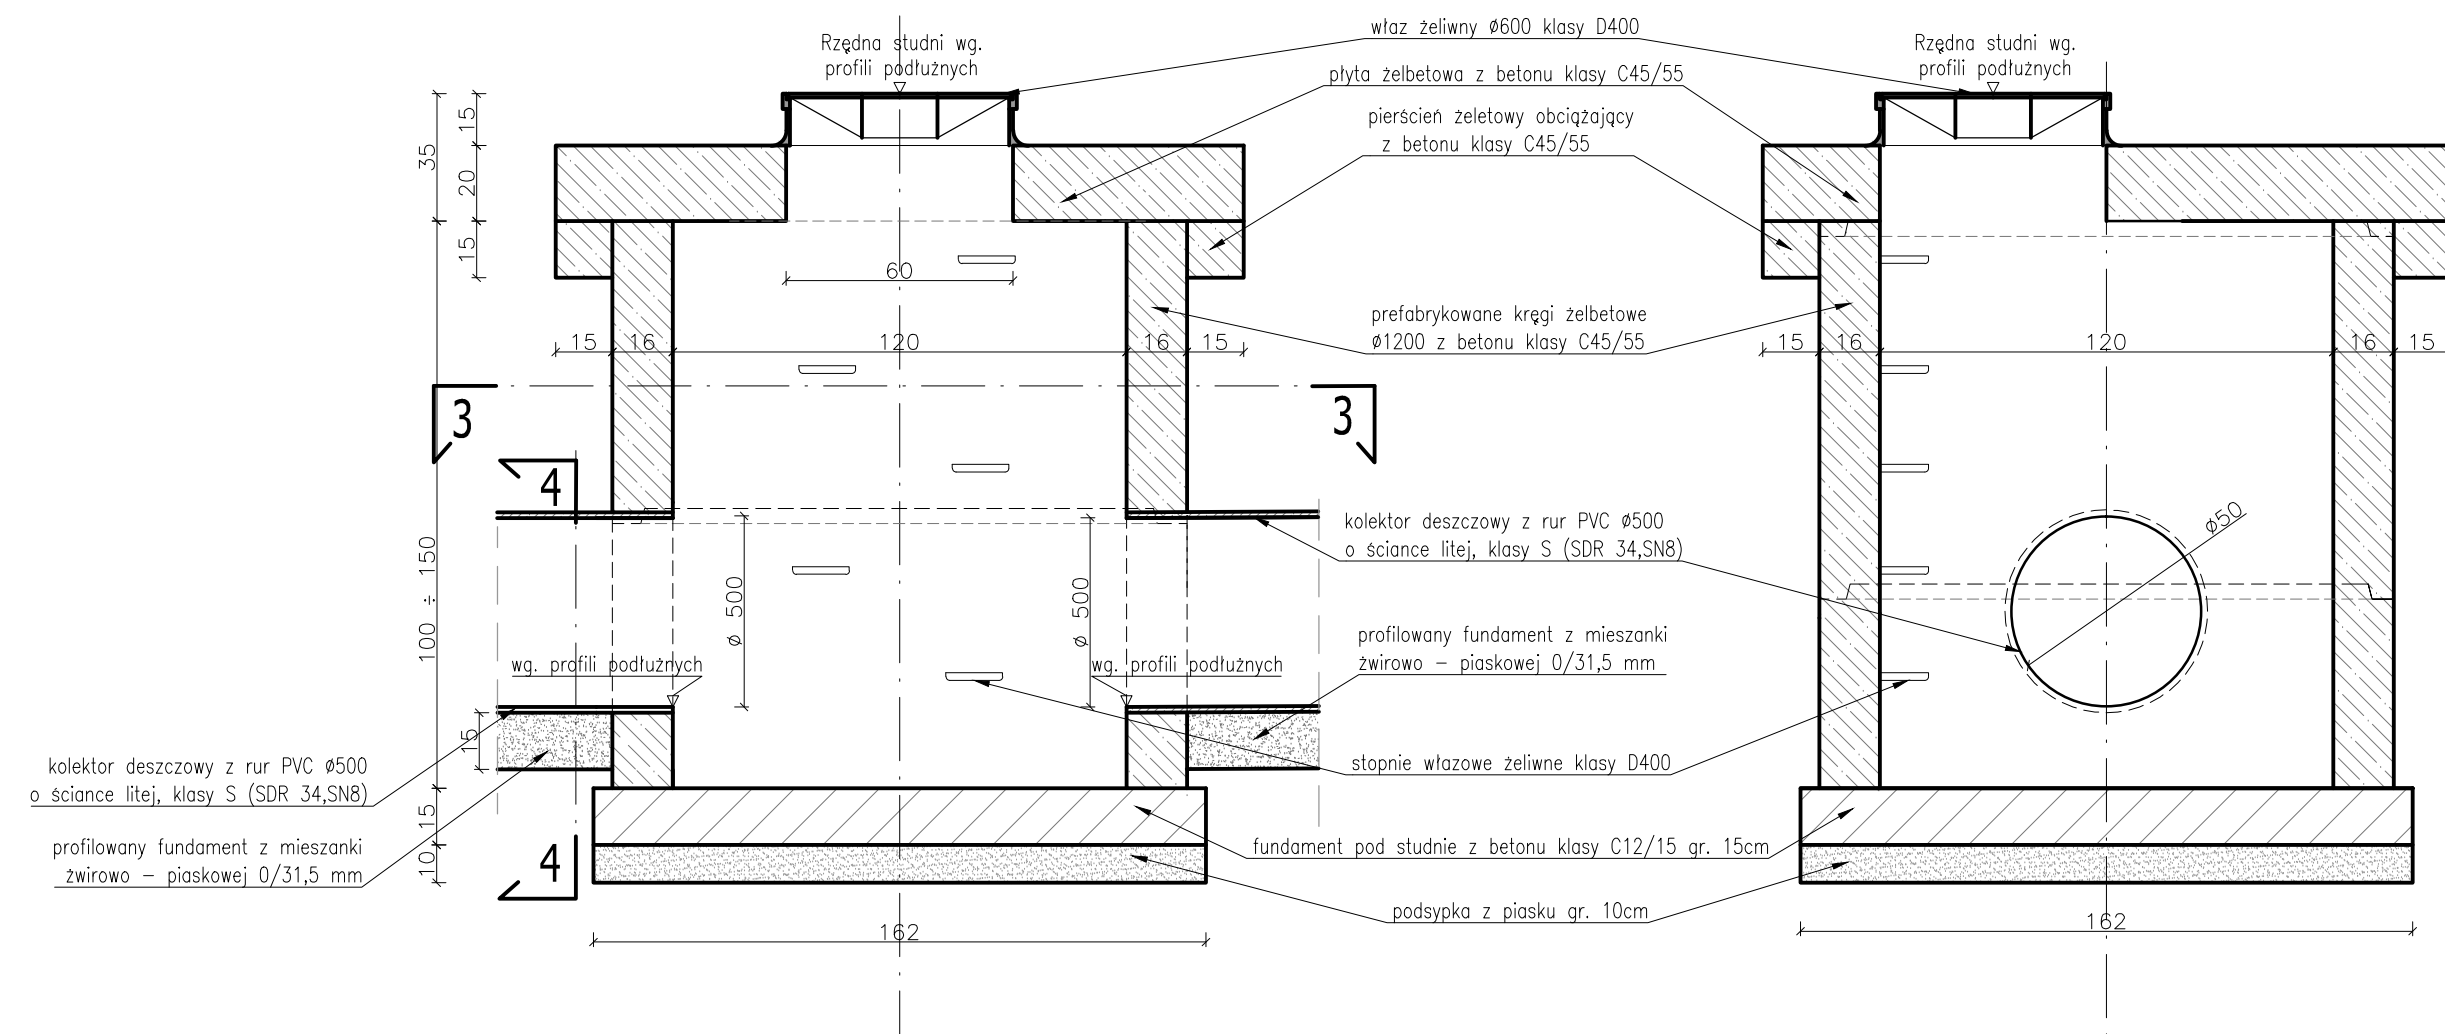 właz żeliwny Ø600 klasy D400
Rzędna studni wg.
profili podłużnych
Rzędna studni wg.
profili podłużnych
płyta żelbetowa z betonu klasy C45/55
pierścień żeletowy obciążający
z betonu klasy C45/55
15
35
20
15
60
prefabrykowane kręgi żelbetowe
Ø1200 z betonu klasy C45/55
15 16 120 16 15
15 16 120 16 15
3
3
4
kolektor deszczowy z rur PVC Ø500
o ściance litej, klasy S (SDR 34,SN8)
Ø50
100 ÷ 150
Ø 500
Ø 500
profilowany fundament z mieszanki
żwirowo – piaskowej 0/31,5 mm
wg. profili podłużnych
wg. profili podłużnych
15
stopnie włazowe żeliwne klasy D400
kolektor deszczowy z rur PVC Ø500
o ściance litej, klasy S (SDR 34,SN8)
15
profilowany fundament z mieszanki
żwirowo – piaskowej 0/31,5 mm
10
4
fundament pod studnie z betonu klasy C12/15 gr. 15cm
podsypka z piasku gr. 10cm
162
162